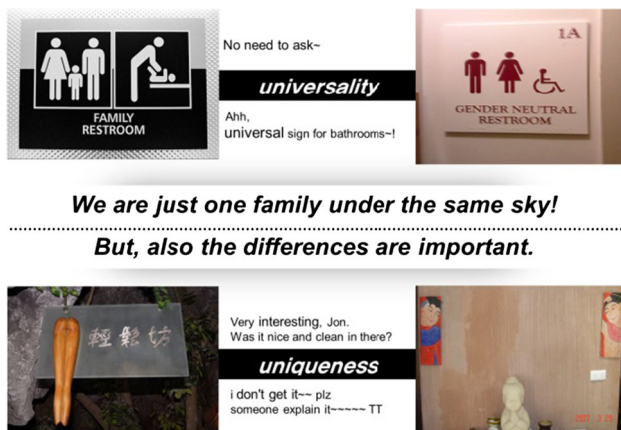 No need to ask~
universality
Ahh,
universal sign for bathrooms~!
FAMILY
RESTROOM
1A
GENDER NEUTRAL
RESTROOM
We are just one family under the same sky!
But, also the differences are important.
輕鬆坊
Very interesting, Jon.
Was it nice and clean in there?
uniqueness
i don't get it~~ plz
someone explain it~~~~~ TT